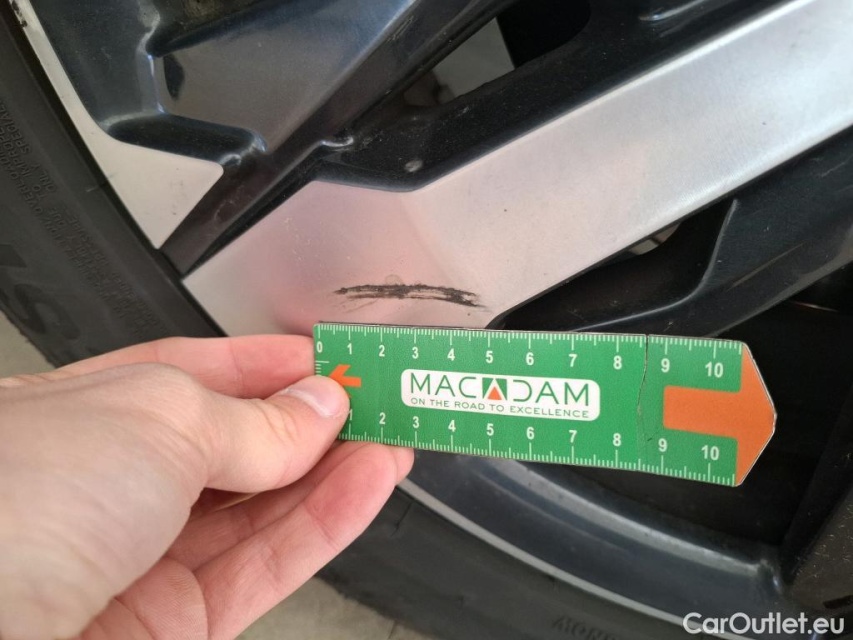 0 1 2 3 4 5 6 7 8 9 10
MACADAM
ON THE ROAD TO EXCELLENCE
1 2 3 4 5 6 7 8 9 10
CarOutlet.eu